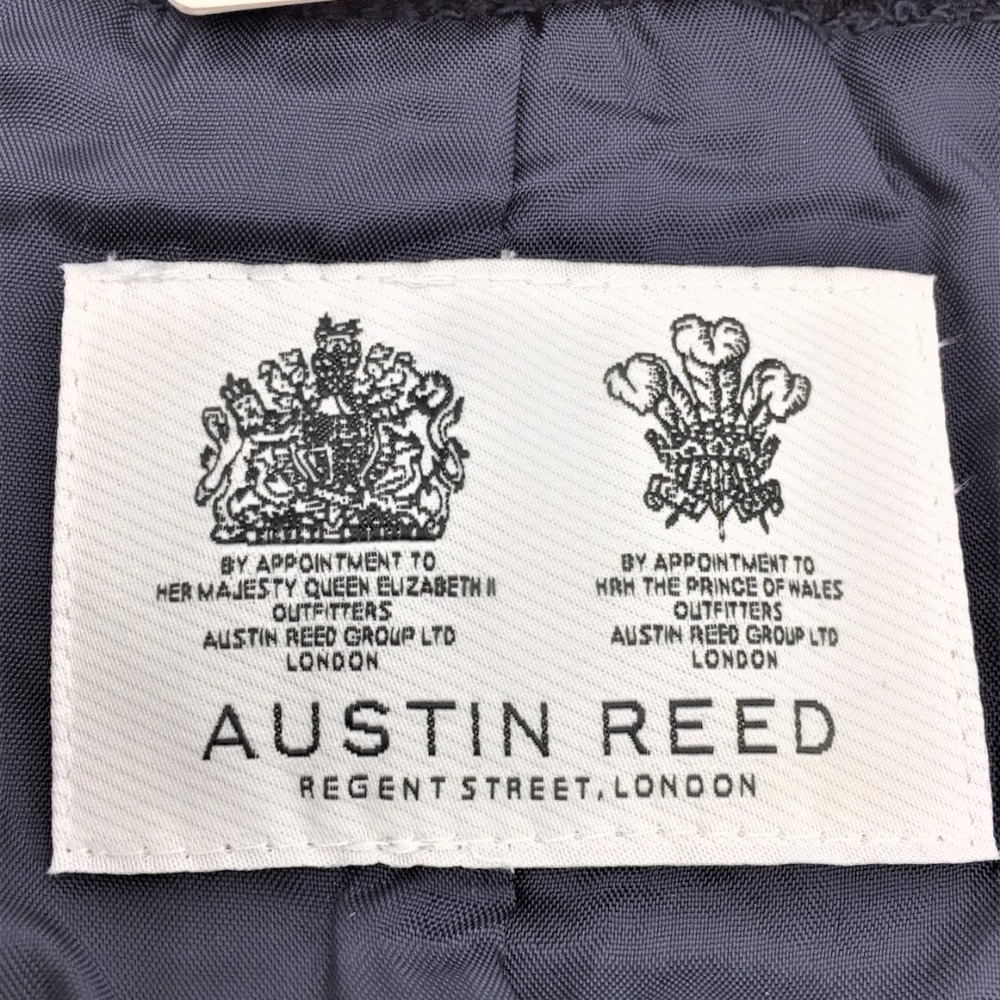 BY APPOINTMENT TO
HER MAJESTY QUEEN ELIZABETH II
OUTFITTERS
AUSTIN REED GROUP LTD
LONDON
BY APPOINTMENT TO
HRH THE PRINCE OF WALES
OUTFITTERS
AUSTIN REED GROUP LTD
LONDON
AUSTIN REED
REGENT STREET, LONDON